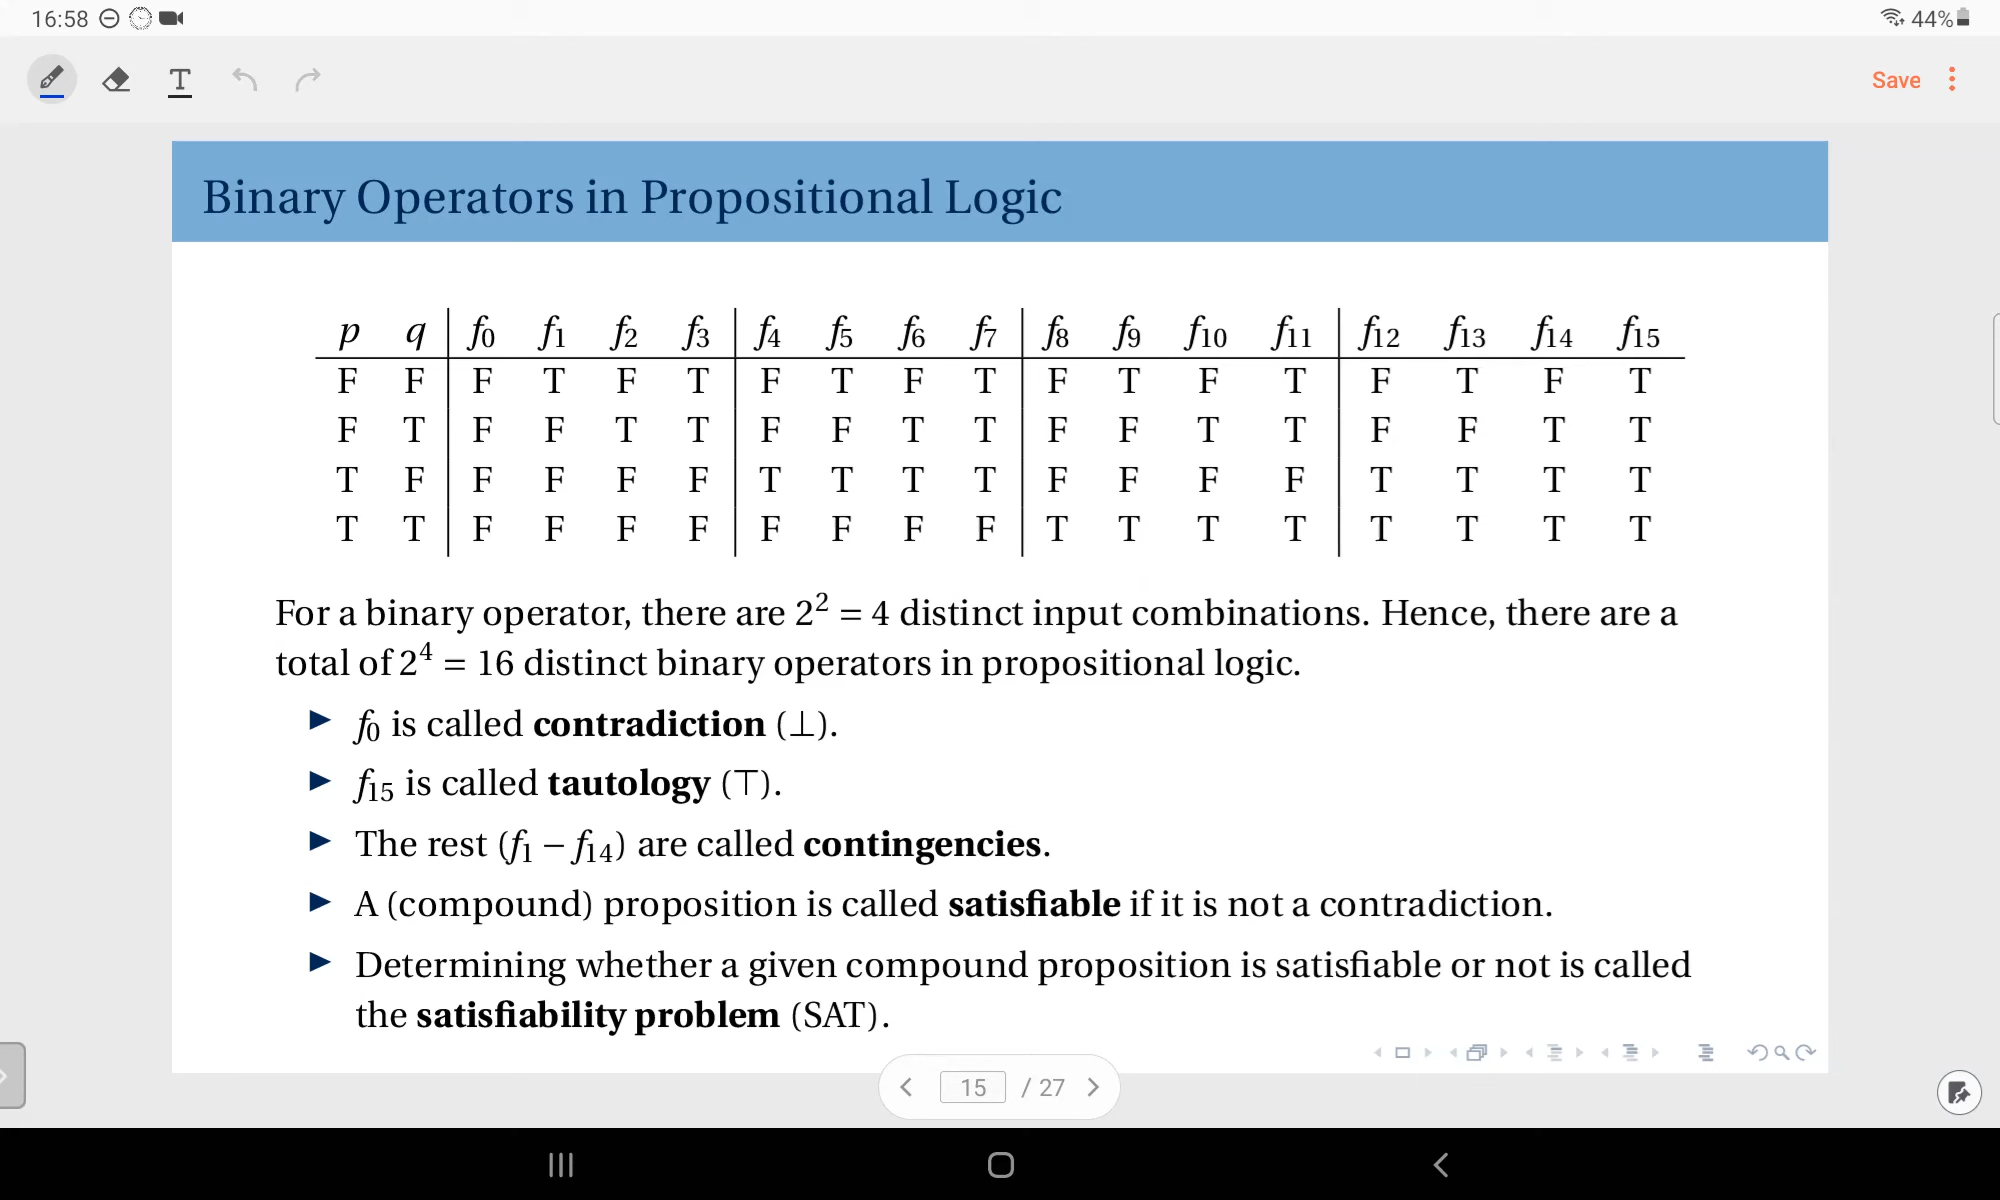 16:58 44%
Save
Binary Operators in Propositional Logic
p q f0 f1 f2 f3 f4 f5 f6 f7 f8 f9 f10 f11 f12 f13 f14 f15
F F F T F T F T F T F T F T F T F T
F T F F T T F F T T F F T T F F T T
T F F F F F T T T T F F F F T T T T
T T F F F F F F F F T T T T T T T T
For a binary operator, there are 2² = 4 distinct input combinations. Hence, there are a
total of 2⁴ = 16 distinct binary operators in propositional logic.
▶ f0 is called contradiction (⊥).
▶ f15 is called tautology (⊤).
▶ The rest (f1 − f14) are called contingencies.
▶ A (compound) proposition is called satisfiable if it is not a contradiction.
▶ Determining whether a given compound proposition is satisfiable or not is called
the satisfiability problem (SAT).
15 / 27